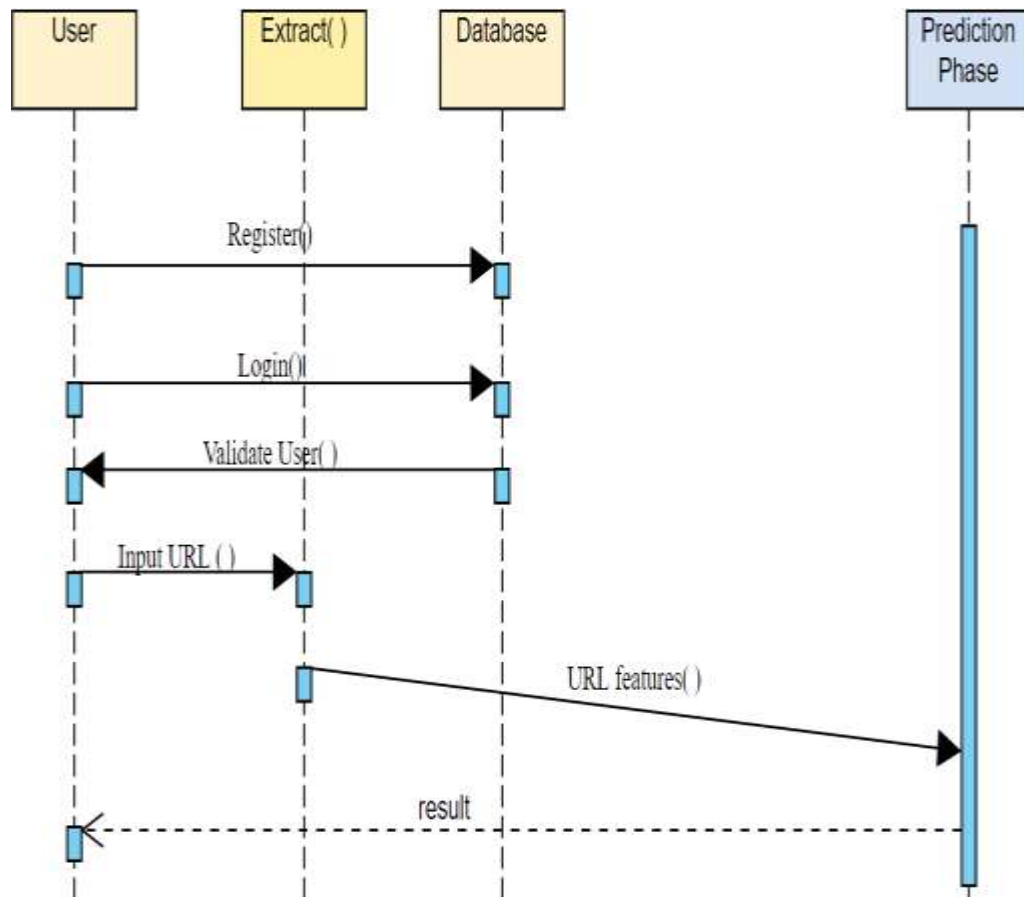 User
Extract( )
Database
Prediction
Phase
Register()
Login()
Validate User( )
Input URL ( )
URL features( )
result